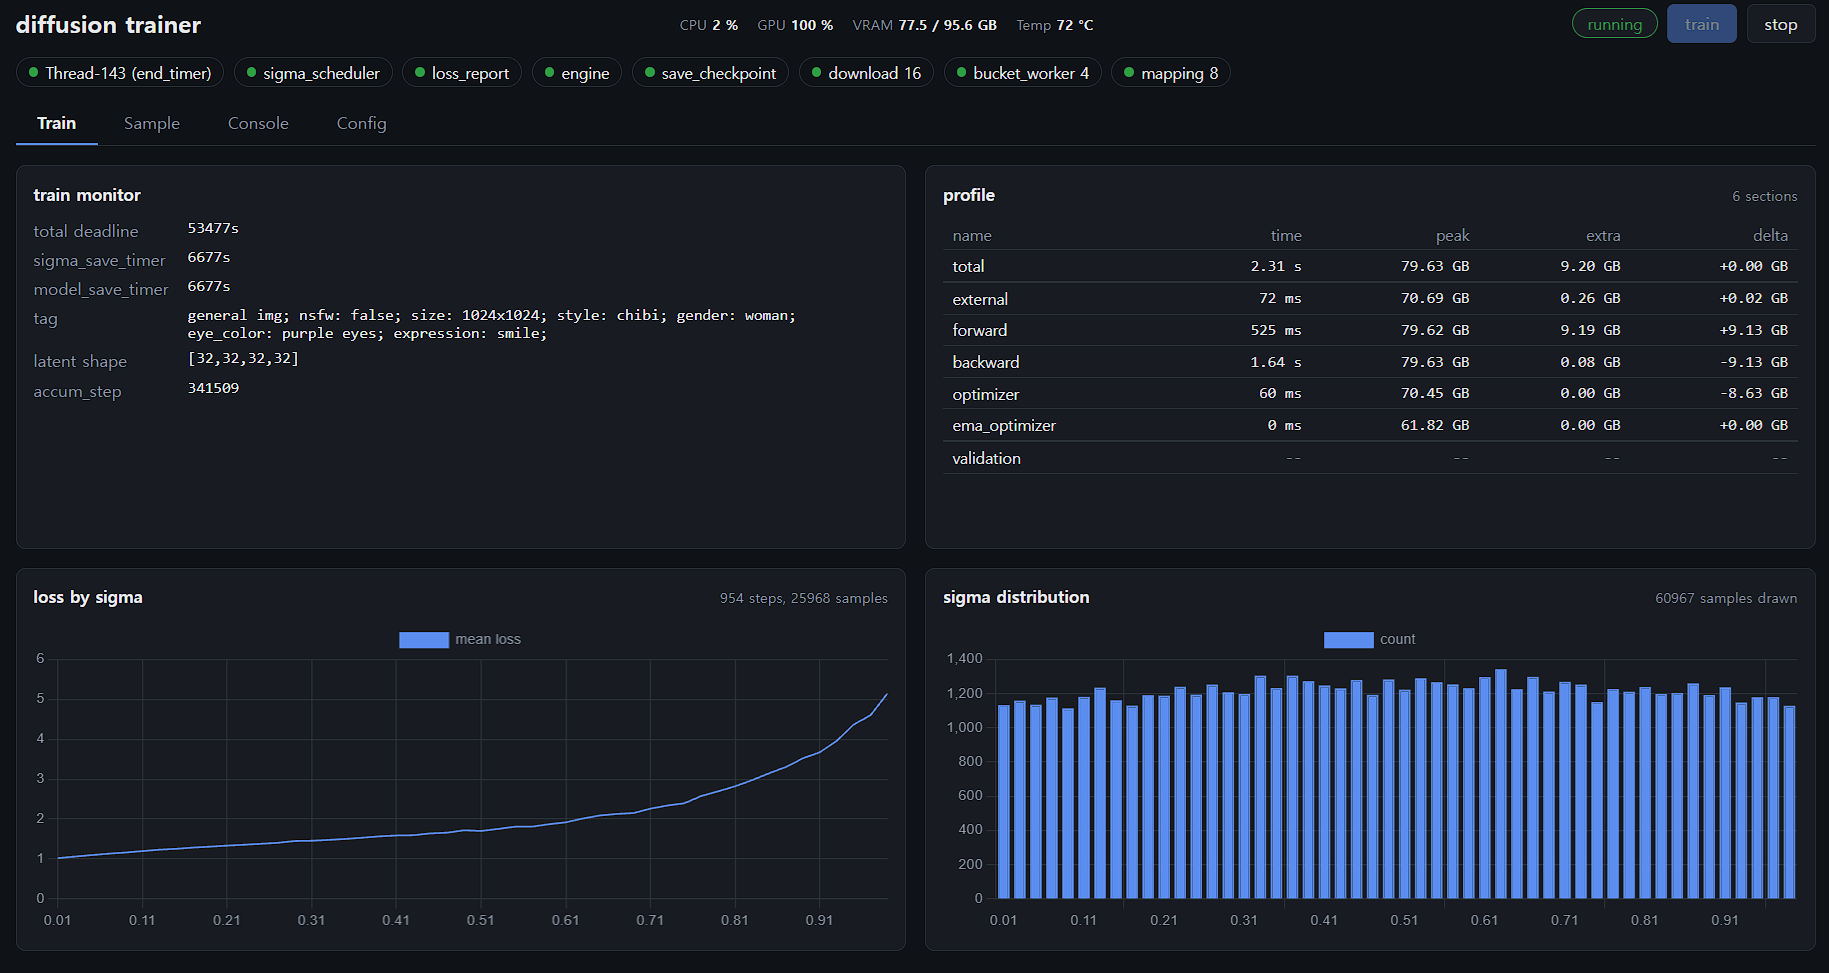 diffusion trainer
CPU 2 % GPU 100 % VRAM 77.5 / 95.6 GB Temp 72 °C
running train stop
Thread-143 (end_timer) sigma_scheduler loss_report engine save_checkpoint download 16 bucket_worker 4 mapping 8
Train Sample Console Config
train monitor
total deadline 53477s
sigma_save_timer 6677s
model_save_timer 6677s
tag general img; nsfw: false; size: 1024x1024; style: chibi; gender: woman;
eye_color: purple eyes; expression: smile;
latent shape [32,32,32,32]
accum_step 341509
profile 6 sections
name time peak extra delta
total 2.31 s 79.63 GB 9.20 GB +0.00 GB
external 72 ms 70.69 GB 0.26 GB +0.02 GB
forward 525 ms 79.62 GB 9.19 GB +9.13 GB
backward 1.64 s 79.63 GB 0.08 GB -9.13 GB
optimizer 60 ms 70.45 GB 0.00 GB -8.63 GB
ema_optimizer 0 ms 61.82 GB 0.00 GB +0.00 GB
validation -- -- -- --
loss by sigma 954 steps, 25968 samples
mean loss
6
5
4
3
2
1
0
0.01 0.11 0.21 0.31 0.41 0.51 0.61 0.71 0.81 0.91
sigma distribution 60967 samples drawn
count
1,400
1,200
1,000
800
600
400
200
0
0.01 0.11 0.21 0.31 0.41 0.51 0.61 0.71 0.81 0.91